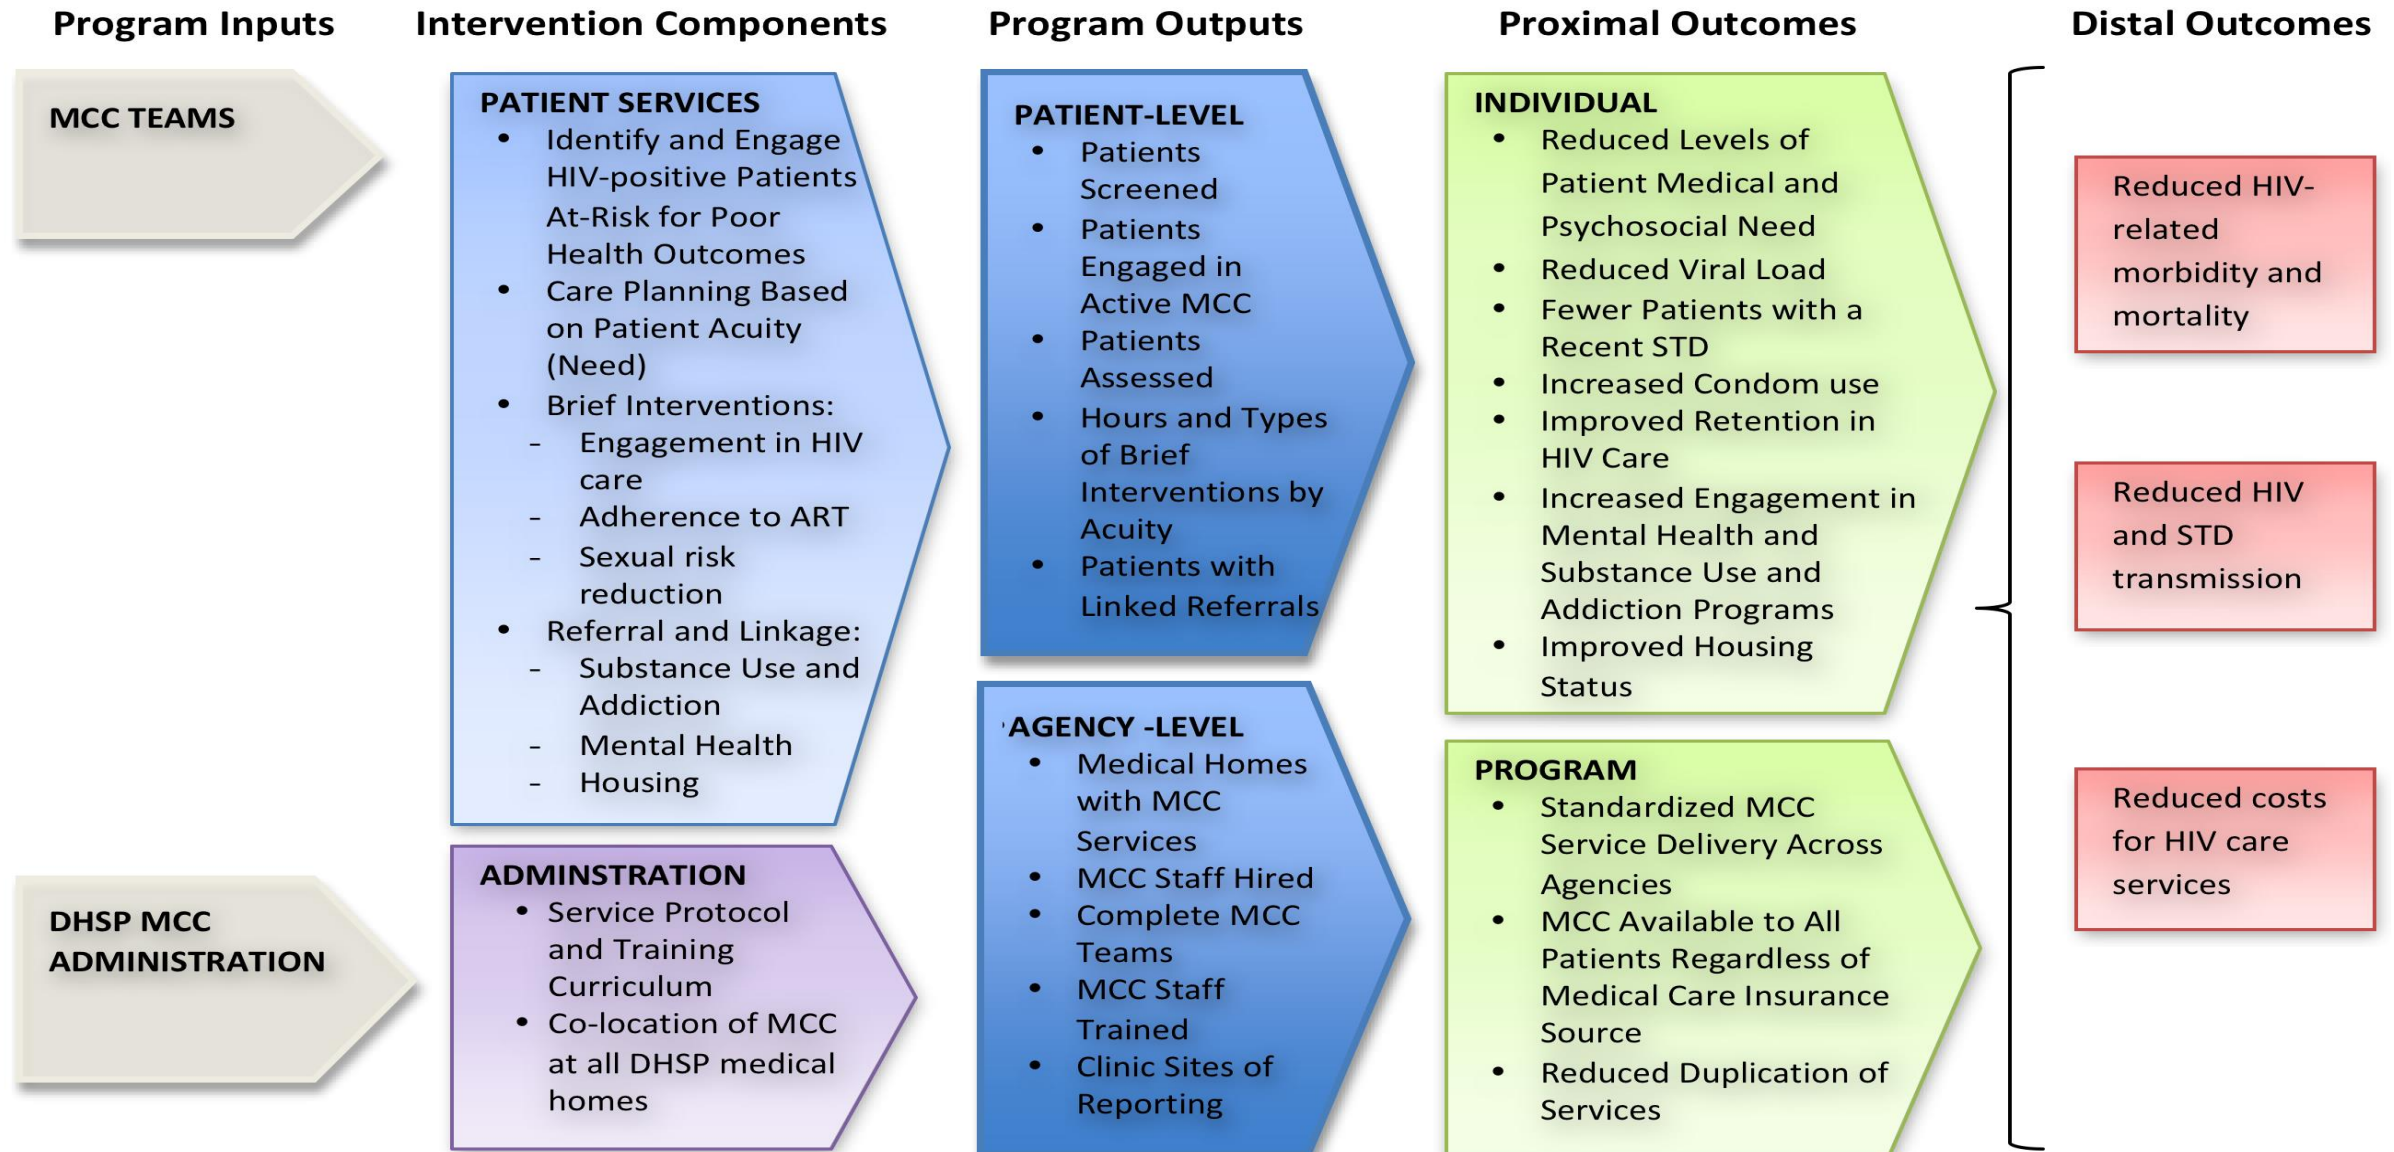 Program Inputs
Intervention Components
Program Outputs
Proximal Outcomes
Distal Outcomes
MCC TEAMS
DHSP MCC
ADMINISTRATION
PATIENT SERVICES
• Identify and Engage
HIV-positive Patients
At-Risk for Poor
Health Outcomes
• Care Planning Based
on Patient Acuity
(Need)
• Brief Interventions:
- Engagement in HIV
care
- Adherence to ART
- Sexual risk
reduction
• Referral and Linkage:
- Substance Use and
Addiction
- Mental Health
- Housing
ADMINSTRATION
• Service Protocol
and Training
Curriculum
• Co-location of MCC
at all DHSP medical
homes
PATIENT-LEVEL
• Patients
Screened
• Patients
Engaged in
Active MCC
• Patients
Assessed
• Hours and Types
of Brief
Interventions by
Acuity
• Patients with
Linked Referrals
AGENCY -LEVEL
• Medical Homes
with MCC
Services
• MCC Staff Hired
• Complete MCC
Teams
• MCC Staff
Trained
• Clinic Sites of
Reporting
INDIVIDUAL
• Reduced Levels of
Patient Medical and
Psychosocial Need
• Reduced Viral Load
• Fewer Patients with a
Recent STD
• Increased Condom use
• Improved Retention in
HIV Care
• Increased Engagement in
Mental Health and
Substance Use and
Addiction Programs
• Improved Housing
Status
PROGRAM
• Standardized MCC
Service Delivery Across
Agencies
• MCC Available to All
Patients Regardless of
Medical Care Insurance
Source
• Reduced Duplication of
Services
Reduced HIV-
related
morbidity and
mortality
Reduced HIV
and STD
transmission
Reduced costs
for HIV care
services